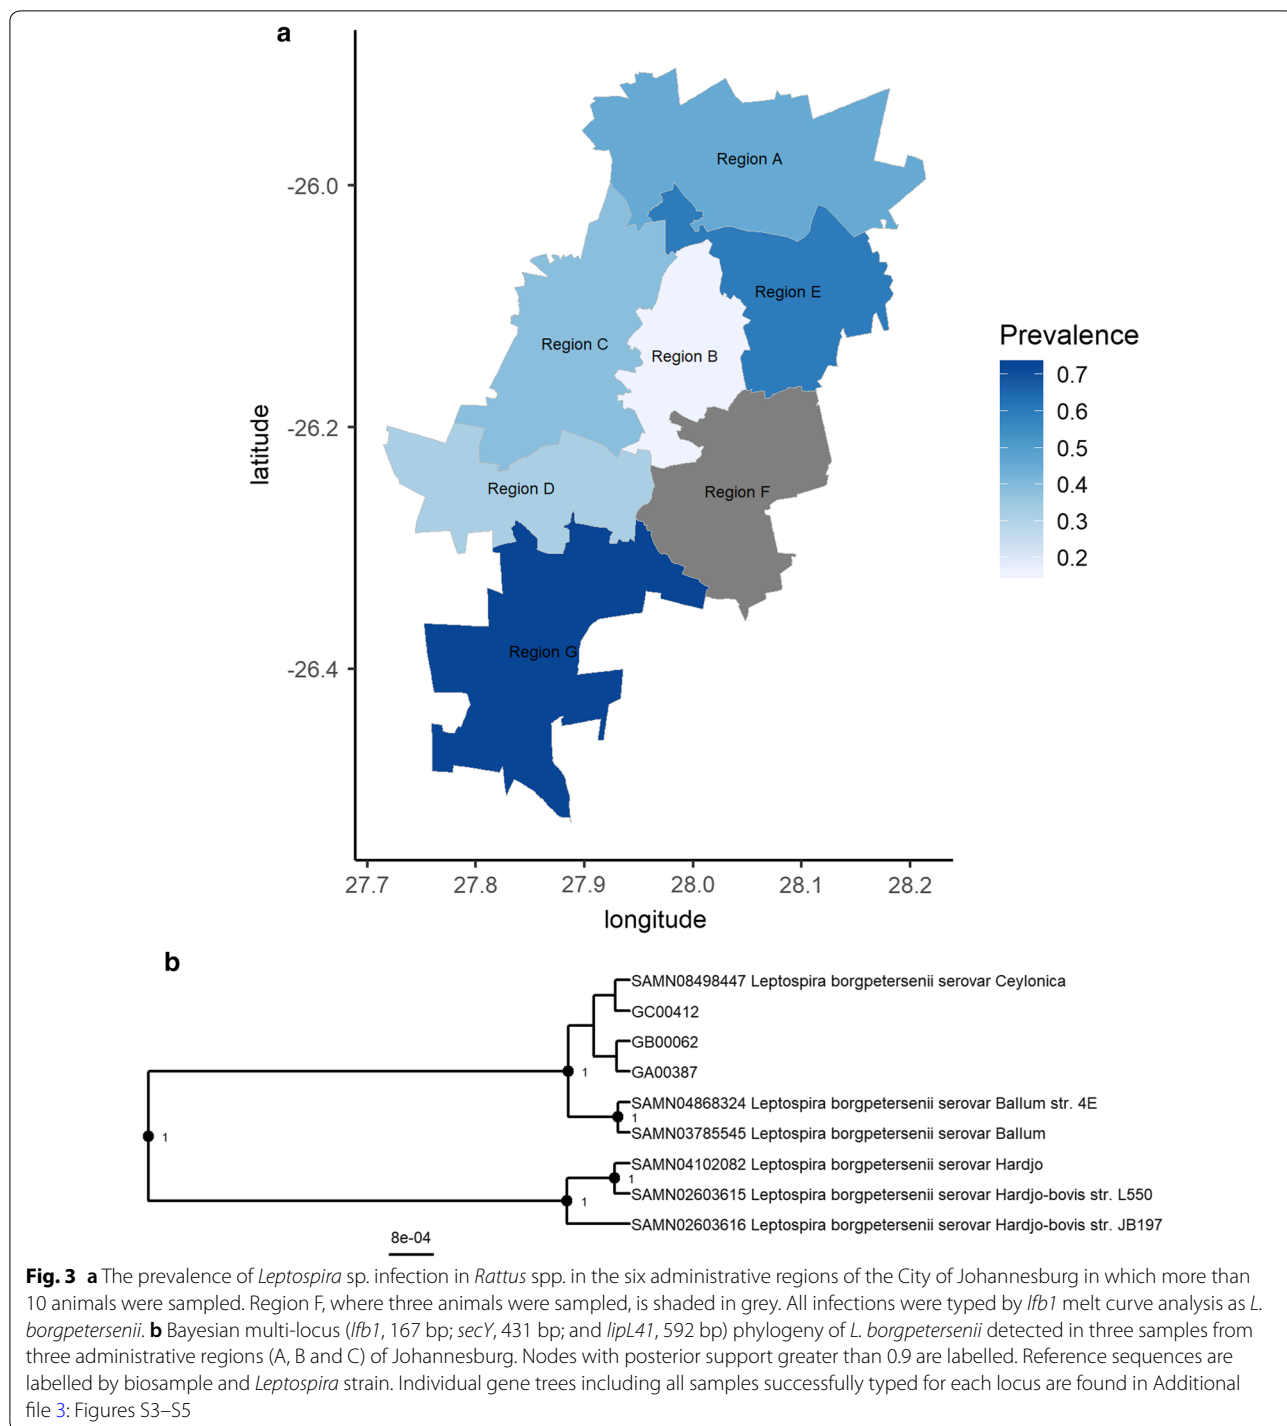 a
-26.0
-26.2
-26.4
latitude
Region A
Region E
Region C
Region B
Region D
Region F
Region G
27.7 27.8 27.9 28.0 28.1 28.2
longitude
Prevalence
0.7
0.6
0.5
0.4
0.3
0.2
b
SAMN08498447 Leptospira borgpetersenii serovar Ceylonica
GC00412
GB00062
GA00387
SAMN04868324 Leptospira borgpetersenii serovar Ballum str. 4E
SAMN03785545 Leptospira borgpetersenii serovar Ballum
SAMN04102082 Leptospira borgpetersenii serovar Hardjo
SAMN02603615 Leptospira borgpetersenii serovar Hardjo-bovis str. L550
SAMN02603616 Leptospira borgpetersenii serovar Hardjo-bovis str. JB197
1
1
1
1
1
8e-04
Fig. 3 a The prevalence of Leptospira sp. infection in Rattus spp. in the six administrative regions of the City of Johannesburg in which more than
10 animals were sampled. Region F, where three animals were sampled, is shaded in grey. All infections were typed by lfb1 melt curve analysis as L.
borgpetersenii. b Bayesian multi-locus (lfb1, 167 bp; secY, 431 bp; and lipL41, 592 bp) phylogeny of L. borgpetersenii detected in three samples from
three administrative regions (A, B and C) of Johannesburg. Nodes with posterior support greater than 0.9 are labelled. Reference sequences are
labelled by biosample and Leptospira strain. Individual gene trees including all samples successfully typed for each locus are found in Additional
file 3: Figures S3–S5